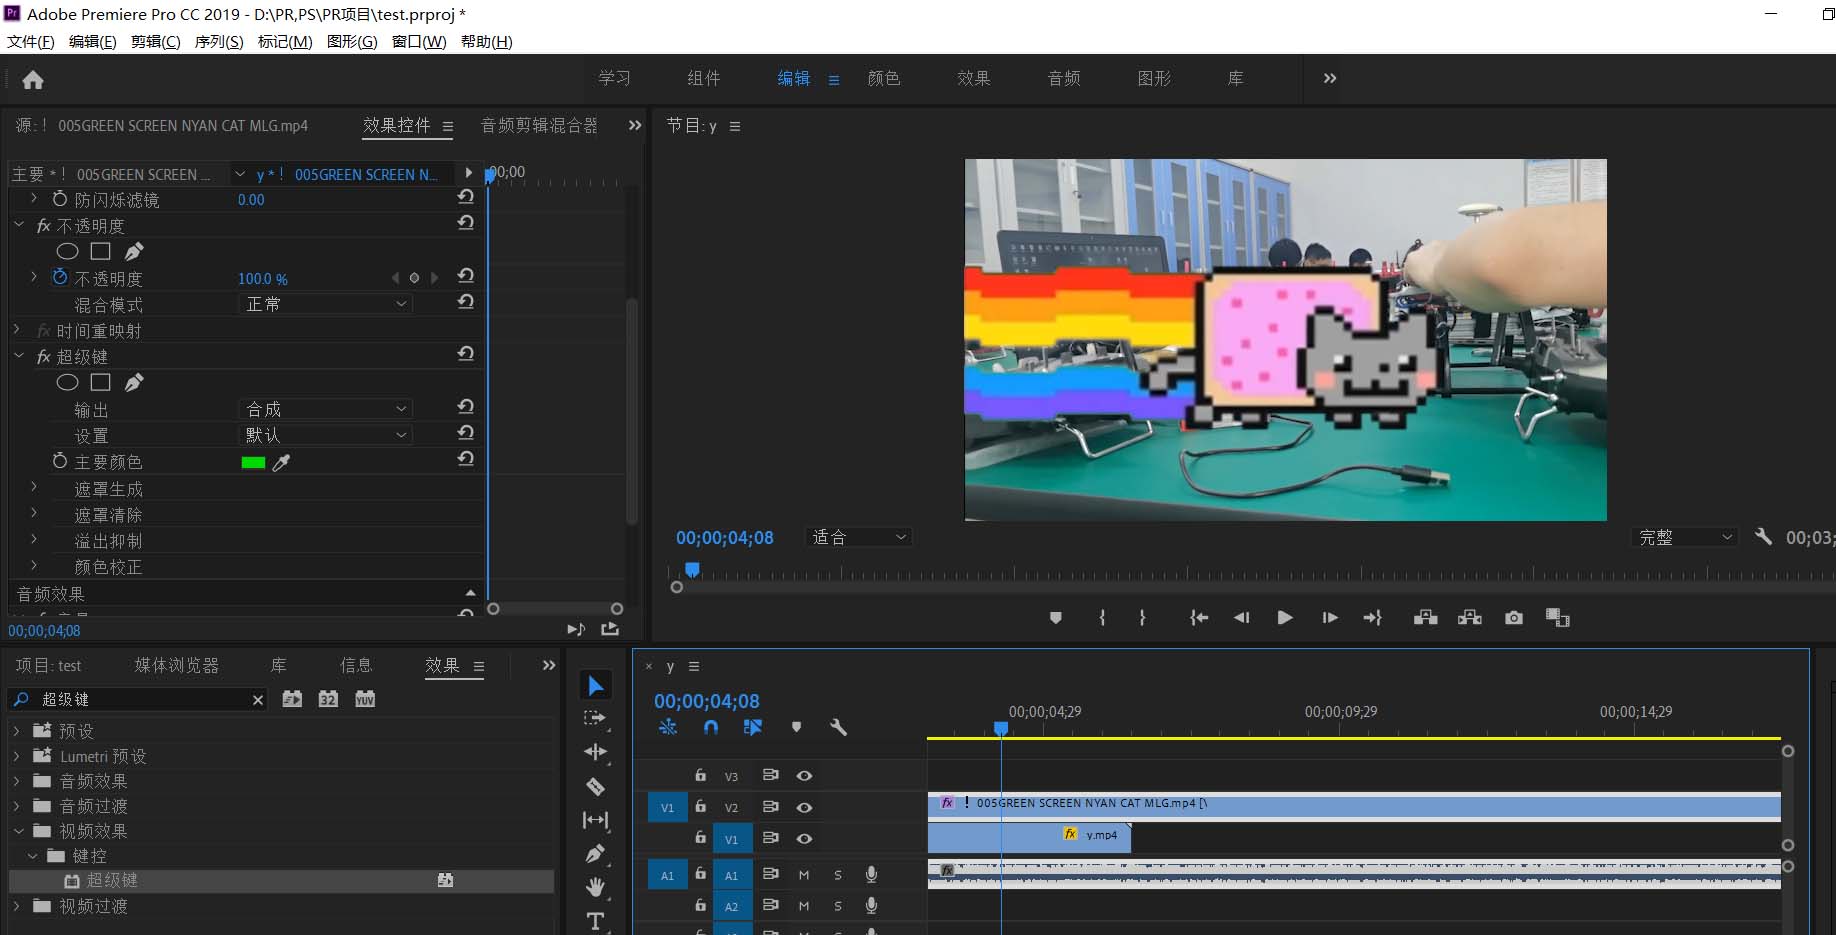 Pr Adobe Premiere Pro CC 2019 - D:\PR,PS\PR项目\test.prproj *
文件(F) 编辑(E) 剪辑(C) 序列(S) 标记(M) 图形(G) 窗口(W) 帮助(H)
学习 组件 编辑 颜色 效果 音频 图形 库
源: ! 005GREEN SCREEN NYAN CAT MLG.mp4 效果控件 音频剪辑混合器
节目: y
主要 * ! 005GREEN SCREEN ... y * ! 005GREEN SCREEN N... 00;00
防闪烁滤镜 0.00
fx 不透明度
不透明度 100.0 %
混合模式 正常
fx 时间重映射
fx 超级键
输出 合成
设置 默认
主要颜色
遮罩生成
遮罩清除
溢出抑制
颜色校正
音频效果
00;00;04;08
00;00;04;08 适合 完整 00;03;
项目: test 媒体浏览器 库 信息 效果
超级键 32 YUV
预设
Lumetri 预设
音频效果
音频过渡
视频效果
键控
超级键
视频过渡
T
× y
00;00;04;08
00;00;04;29 00;00;09;29 00;00;14;29
V3
V1 V2 fx ! 005GREEN SCREEN NYAN CAT MLG.mp4 [\
V1 fx y.mp4
A1 A1 M S fx
A2 M S